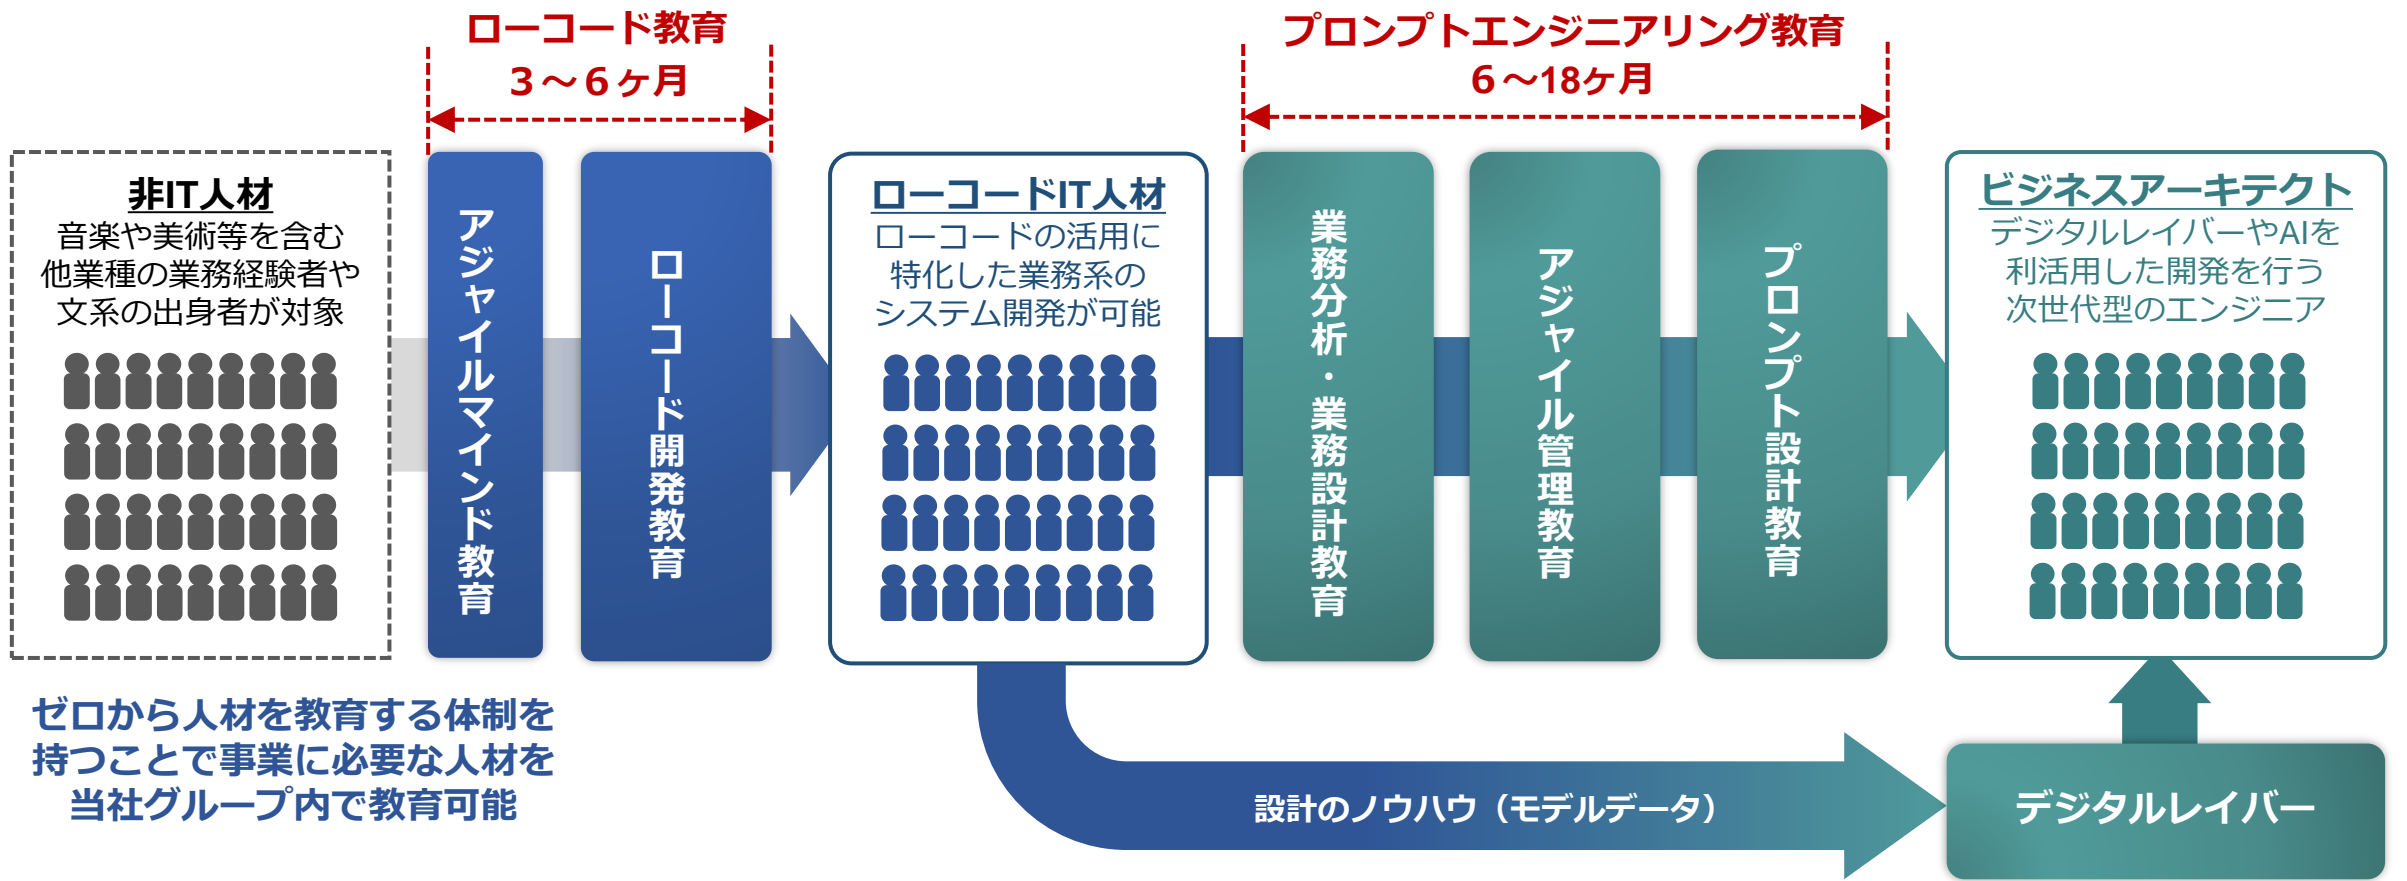 ローコード教育
３～６ヶ月
プロンプトエンジニアリング教育
６～18ヶ月
非IT人材
音楽や美術等を含む
他業種の業務経験者や
文系の出身者が対象
アジャイルマインド教育
ローコード開発教育
ローコードIT人材
ローコードの活用に
特化した業務系の
システム開発が可能
業務分析・業務設計教育
アジャイル管理教育
プロンプト設計教育
ビジネスアーキテクト
デジタルレイバーやAIを
利活用した開発を行う
次世代型のエンジニア
ゼロから人材を教育する体制を
持つことで事業に必要な人材を
当社グループ内で教育可能
設計のノウハウ（モデルデータ）
デジタルレイバー